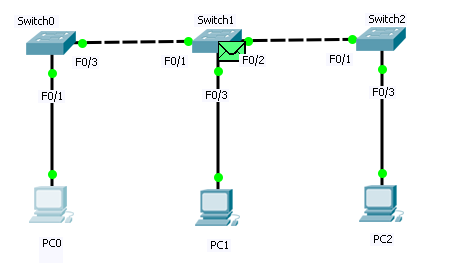 Switch0
Switch1
Switch2
F0/3
F0/1
F0/2
F0/1
F0/1
F0/3
F0/3
PC0
PC1
PC2